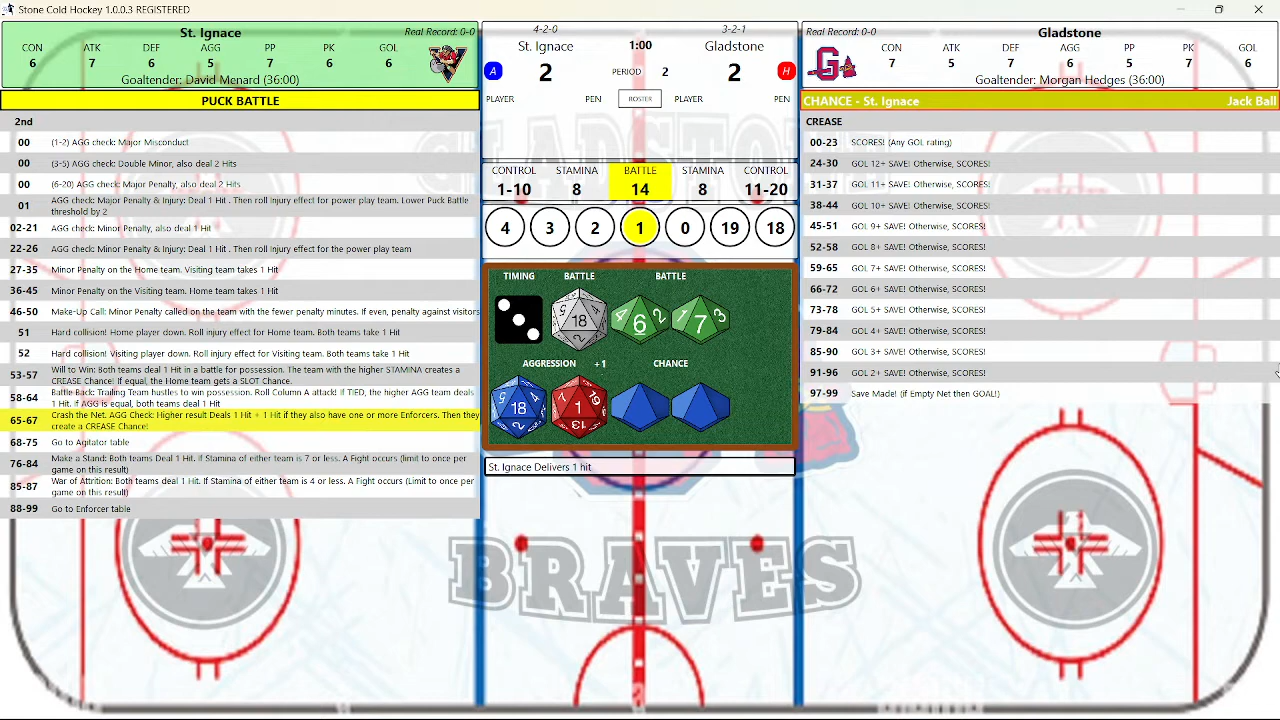 Stone Cold Hockey 1.0.0.3 REGISTERED
St. Ignace
Real Record: 0-0
CON ATK DEF AGG PP PK GOL
6 7 6 5 7 6 6
Goaltender: David Menard (36:00)
4-2-0 3-2-1
St. Ignace 1:00 Gladstone
A 2 PERIOD 2 2 H
PLAYER PEN ROSTER PLAYER PEN
Real Record: 0-0
Gladstone
G
CON ATK DEF AGG PP PK GOL
7 5 7 6 5 7 6
Goaltender: Morgan Hedges (36:00)
PUCK BATTLE
2nd
00 (1-2) AGG check: Major Misconduct
00 (3-5) AGG check: Double Minor, also deal 2 Hits
00 (6-20) AGG check: Major Penalty, also deal 2 Hits
01 AGG check: Major Penalty & Injury: Deal 1 Hit . Then roll Injury effect for power play team. Lower Puck Battle
threshold by 2
02-21 AGG check: Minor Penalty, also deal 1 Hit
22-26 AGG check: Minor Penalty & Injury: Deal 1 Hit . Then roll Injury effect for the power play team
27-35 Minor Penalty on the Home team. Visiting team takes 1 Hit
36-45 Minor Penalty on the Visiting team. Home team takes 1 Hit
46-50 Make-Up Call: Minor Penalty called on the team with the fewer penalty minutes. If even, penalty against visitors
51 Hard collision! Home player down. Roll injury effect for Home team. Both teams take 1 Hit
52 Hard collision! Visiting player down. Roll injury effect for Visiting team. Both teams take 1 Hit
53-57 Will to Win: Both teams deal 1 Hit in a battle for possession. The team with the higher STAMINA creates a
CREASE Chance! If equal, the Home team gets a SLOT Chance.
58-64 Battle Back: Trailing Team hustles to win possession. Roll Column A attack! if TIED, the higher AGG team deals
1 Hit. if AGG is equal, both teams deal 1 Hit
65-67 Crash the Net. AGG Check: Higher result Deals 1 Hit + 1 Hit if they also have one or more Enforcers. Then they
create a CREASE Chance!
68-75 Go to Agitator table
76-84 Make a Stand: Both teams Deal 1 Hit. if Stamina of either team is 7 or less. A Fight occurs (limit to once per
game on this result)
85-87 War of Attrition: Both teams deal 1 Hit. If Stamina of either team is 4 or less. A Fight occurs (Limit to once per
game on this result)
88-99 Go to Enforcer table
CONTROL STAMINA BATTLE STAMINA CONTROL
1-10 8 14 8 11-20
4 3 2 1 0 19 18
TIMING BATTLE BATTLE
18 5 2 4 6 2 1 7 3
AGGRESSION +1 CHANCE
5 18 4 2 1 19 13
St. Ignace Delivers 1 hit
CHANCE - St. Ignace Jack Ball
CREASE
00-23 SCORES! (Any GOL rating)
24-30 GOL 12+ SAVE! Otherwise, SCORES!
31-37 GOL 11+ SAVE! Otherwise, SCORES!
38-44 GOL 10+ SAVE! Otherwise, SCORES!
45-51 GOL 9+ SAVE! Otherwise, SCORES!
52-58 GOL 8+ SAVE! Otherwise, SCORES!
59-65 GOL 7+ SAVE! Otherwise, SCORES!
66-72 GOL 6+ SAVE! Otherwise, SCORES!
73-78 GOL 5+ SAVE! Otherwise, SCORES!
79-84 GOL 4+ SAVE! Otherwise, SCORES!
85-90 GOL 3+ SAVE! Otherwise, SCORES!
91-96 GOL 2+ SAVE! Otherwise, SCORES!
97-99 Save Made! (if Empty Net then GOAL!)
GLADSTONE
BRAVES